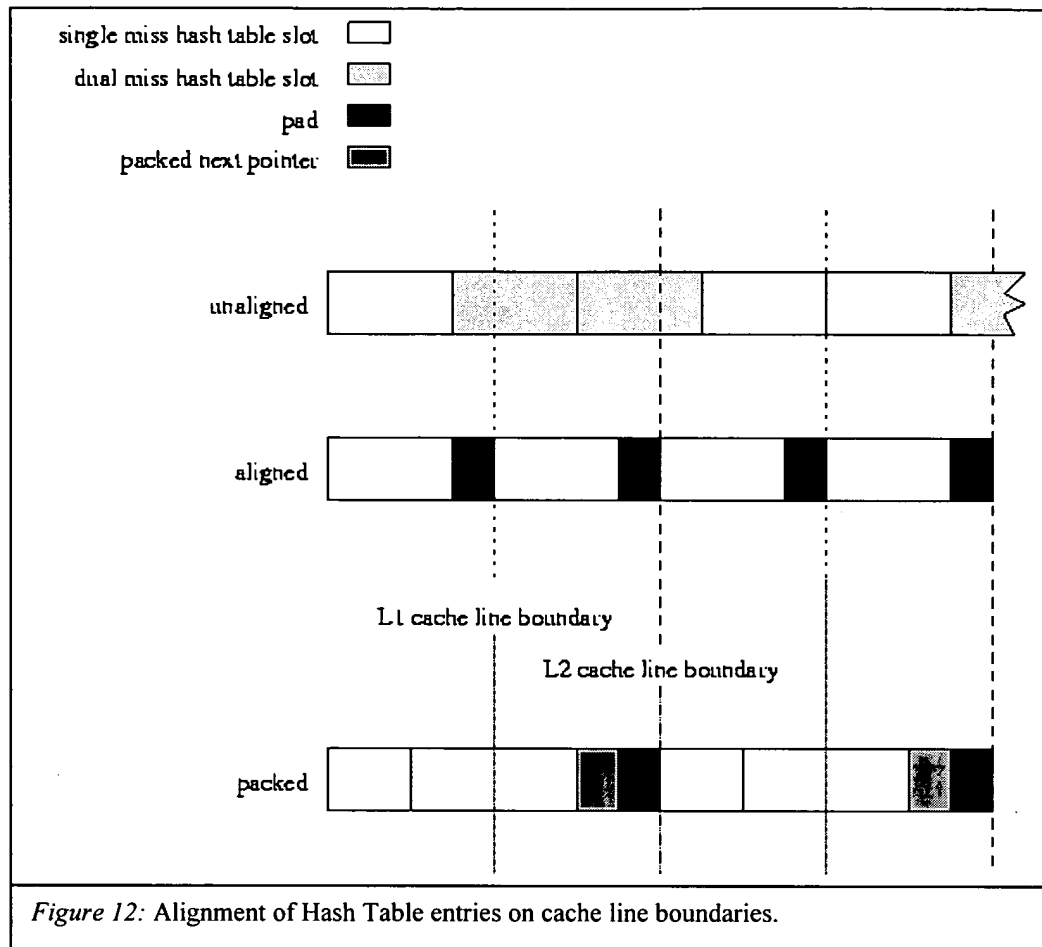 single miss hash table slot
dual miss hash table slot
pad
packed next pointer
unaligned
aligned
L1 cache line boundary
L2 cache line boundary
packed
Figure 12: Alignment of Hash Table entries on cache line boundaries.